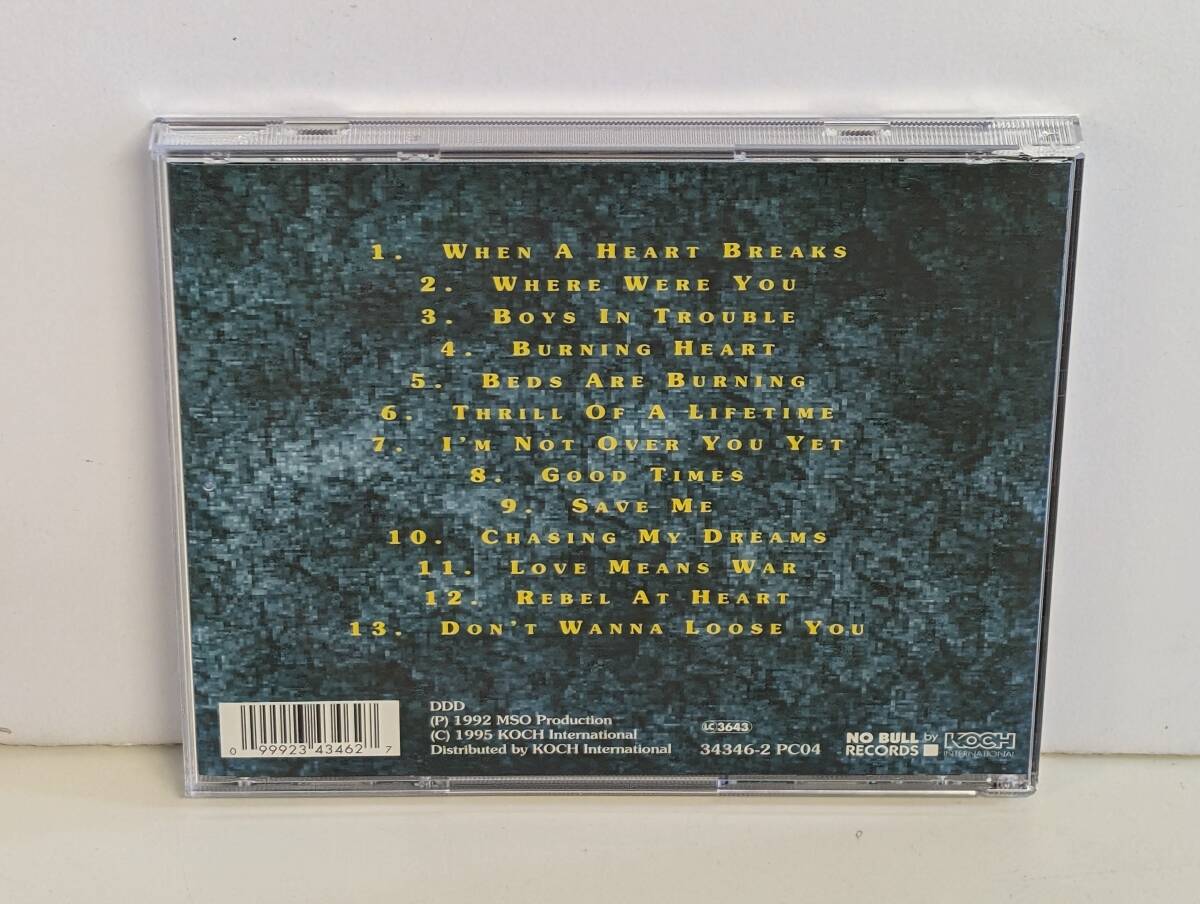 1. WHEN A HEART BREAKS
2. WHERE WERE YOU
3. BOYS IN TROUBLE
4. BURNING HEART
5. BEDS ARE BURNING
6. THRILL OF A LIFETIME
7. I'M NOT OVER YOU YET
8. GOOD TIMES
9. SAVE ME
10. CHASING MY DREAMS
11. LOVE MEANS WAR
12. REBEL AT HEART
13. DON'T WANNA LOOSE YOU
0 99923 43462 7
DDD
(P) 1992 MSO Production
(C) 1995 KOCH International
Distributed by KOCH International
LC 3643
34346-2 PC04
NO BULL RECORDS by KOCH INTERNATIONAL